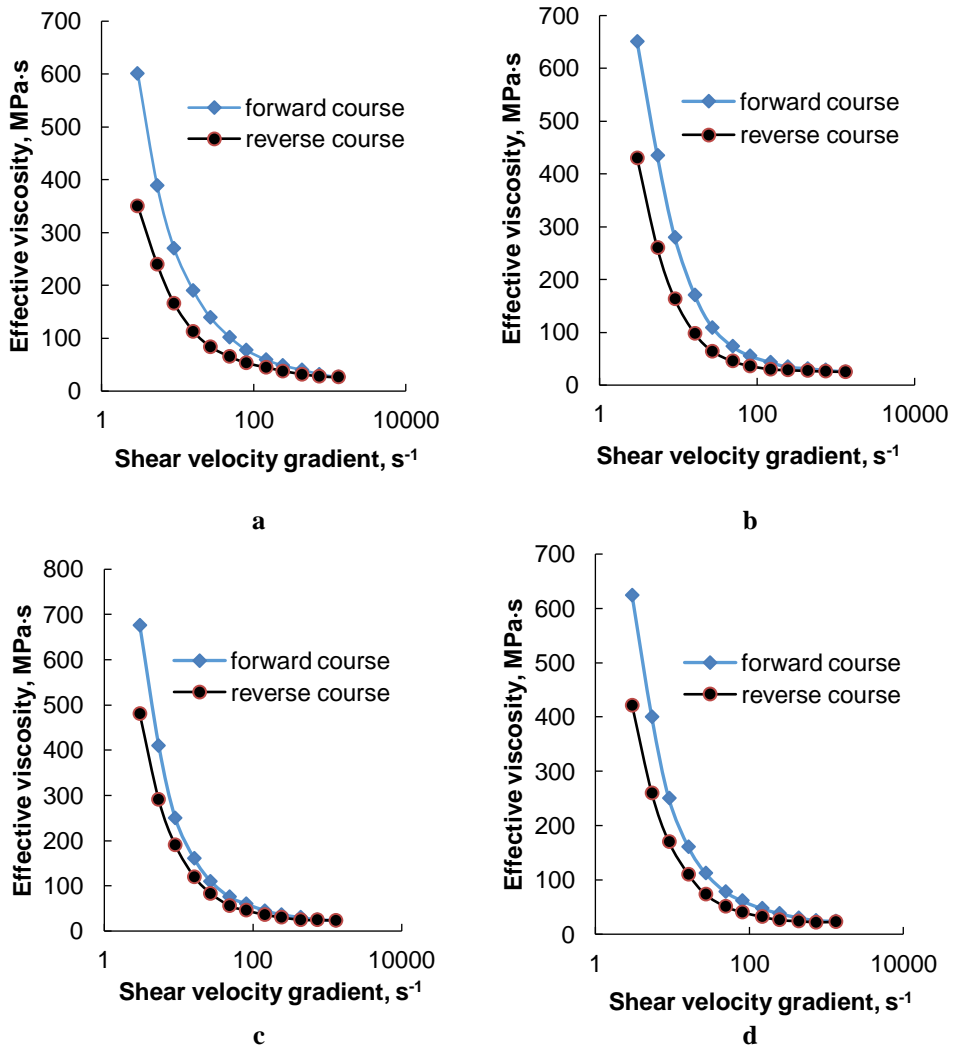 700
600
500
400
300
200
100
0
Effective viscosity, MPa·s
forward course
reverse course
1 100 10000
Shear velocity gradient, s⁻¹
a
700
600
500
400
300
200
100
0
Effective viscosity, MPa·s
forward course
reverse course
1 100 10000
Shear velocity gradient, s⁻¹
b
800
700
600
500
400
300
200
100
0
Effective viscosity, MPa·s
forward course
reverse course
1 100 10000
Shear velocity gradient, s⁻¹
c
700
600
500
400
300
200
100
0
Effective viscosity, MPa·s
forward course
reverse course
1 100 10000
Shear velocity gradient, s⁻¹
d